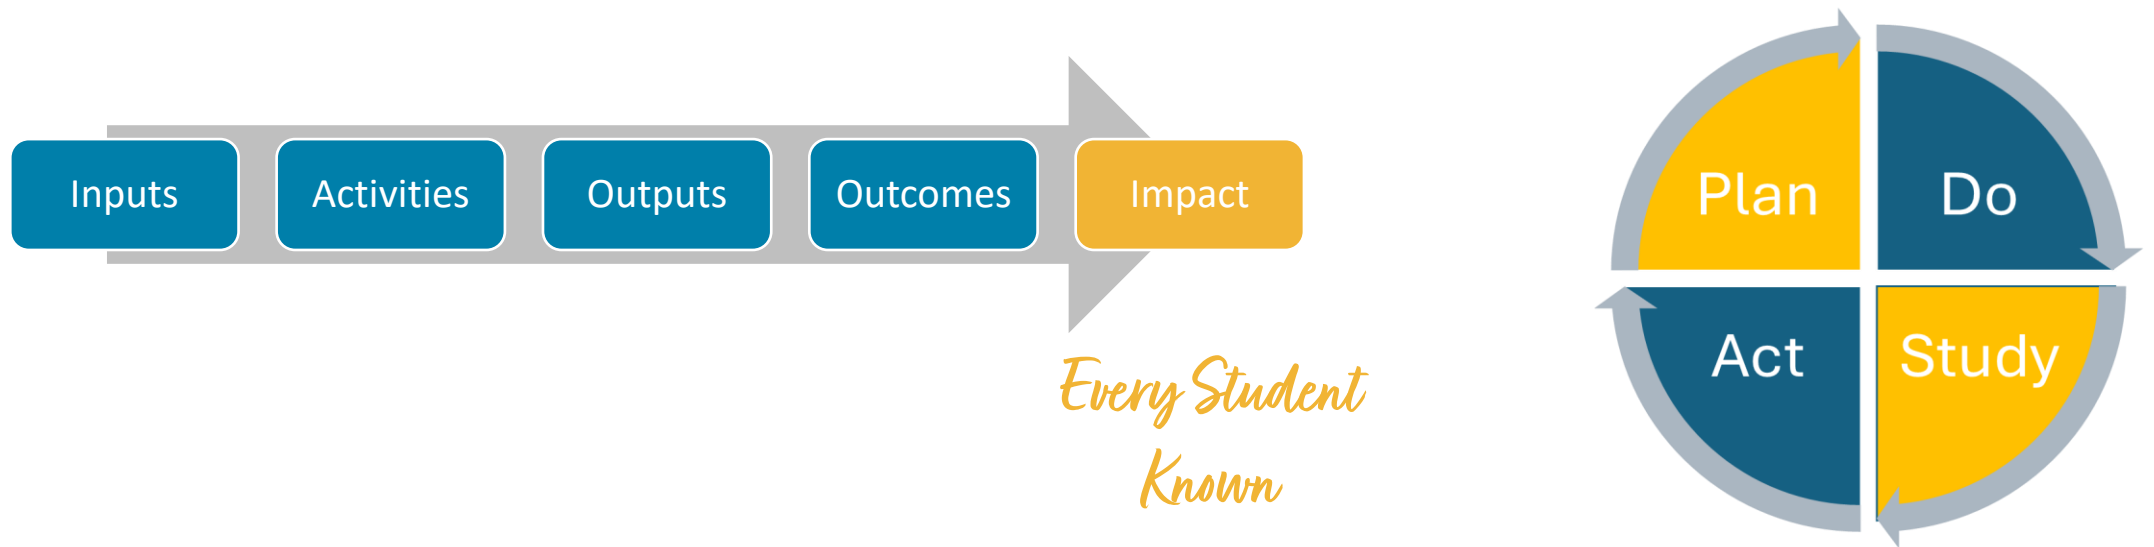 Inputs
Activities
Outputs
Outcomes
Impact
Every Student
Known
Plan
Do
Act
Study